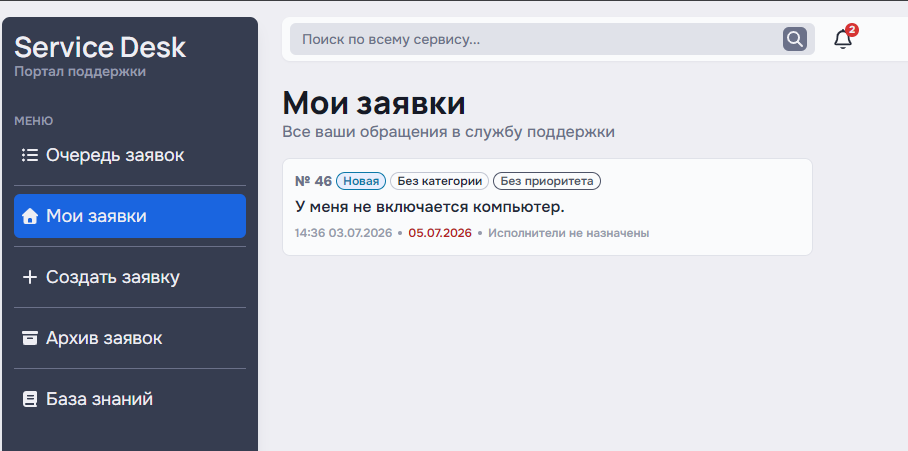 Service Desk
Портал поддержки
МЕНЮ
Очередь заявок
Мои заявки
Создать заявку
Архив заявок
База знаний
Поиск по всему сервису...
2
Мои заявки
Все ваши обращения в службу поддержки
№ 46 Новая Без категории Без приоритета
У меня не включается компьютер.
14:36 03.07.2026 • 05.07.2026 • Исполнители не назначены